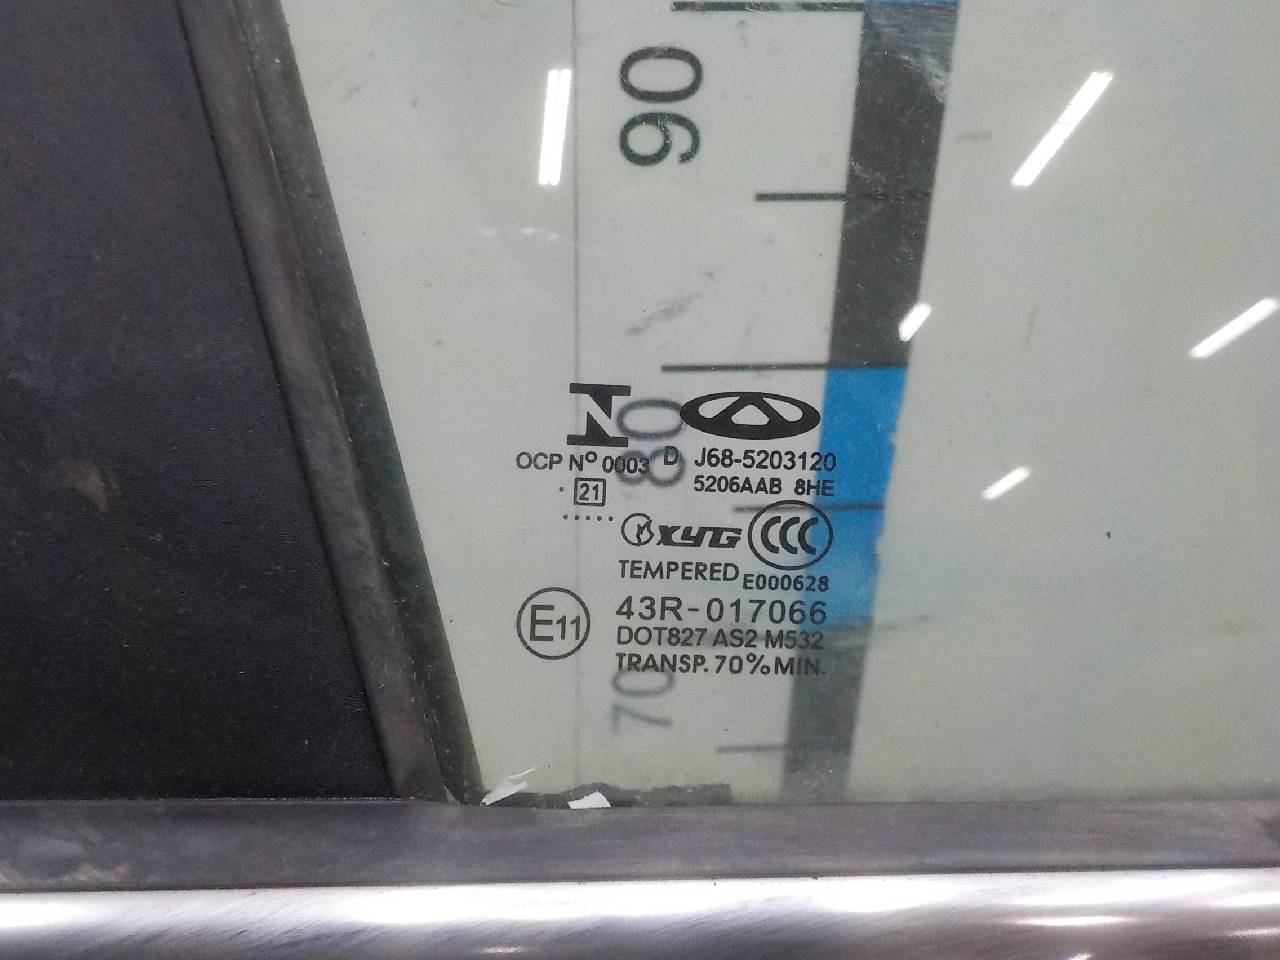 90
80
N
OCP Nº 0003 D J68-5203120
21
5206AAB 8HE
XYG CCC
TEMPERED E000628
E11
43R-017066
DOT827 AS2 M532
TRANSP. 70% MIN.
70